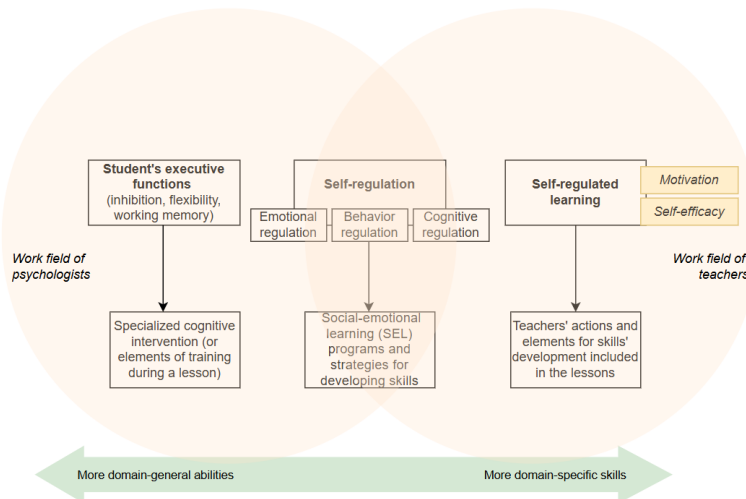 Student's executive
functions
(inhibition, flexibility,
working memory)
Self-regulation
Emotional
regulation
Behavior
regulation
Cognitive
regulation
Self-regulated
learning
Motivation
Self-efficacy
Work field of
psychologists
Work field of
teachers
Specialized cognitive
intervention (or
elements of training
during a lesson)
Social-emotional
learning (SEL)
programs and
strategies for
developing skills
Teachers' actions and
elements for skills'
development included
in the lessons
More domain-general abilities
More domain-specific skills